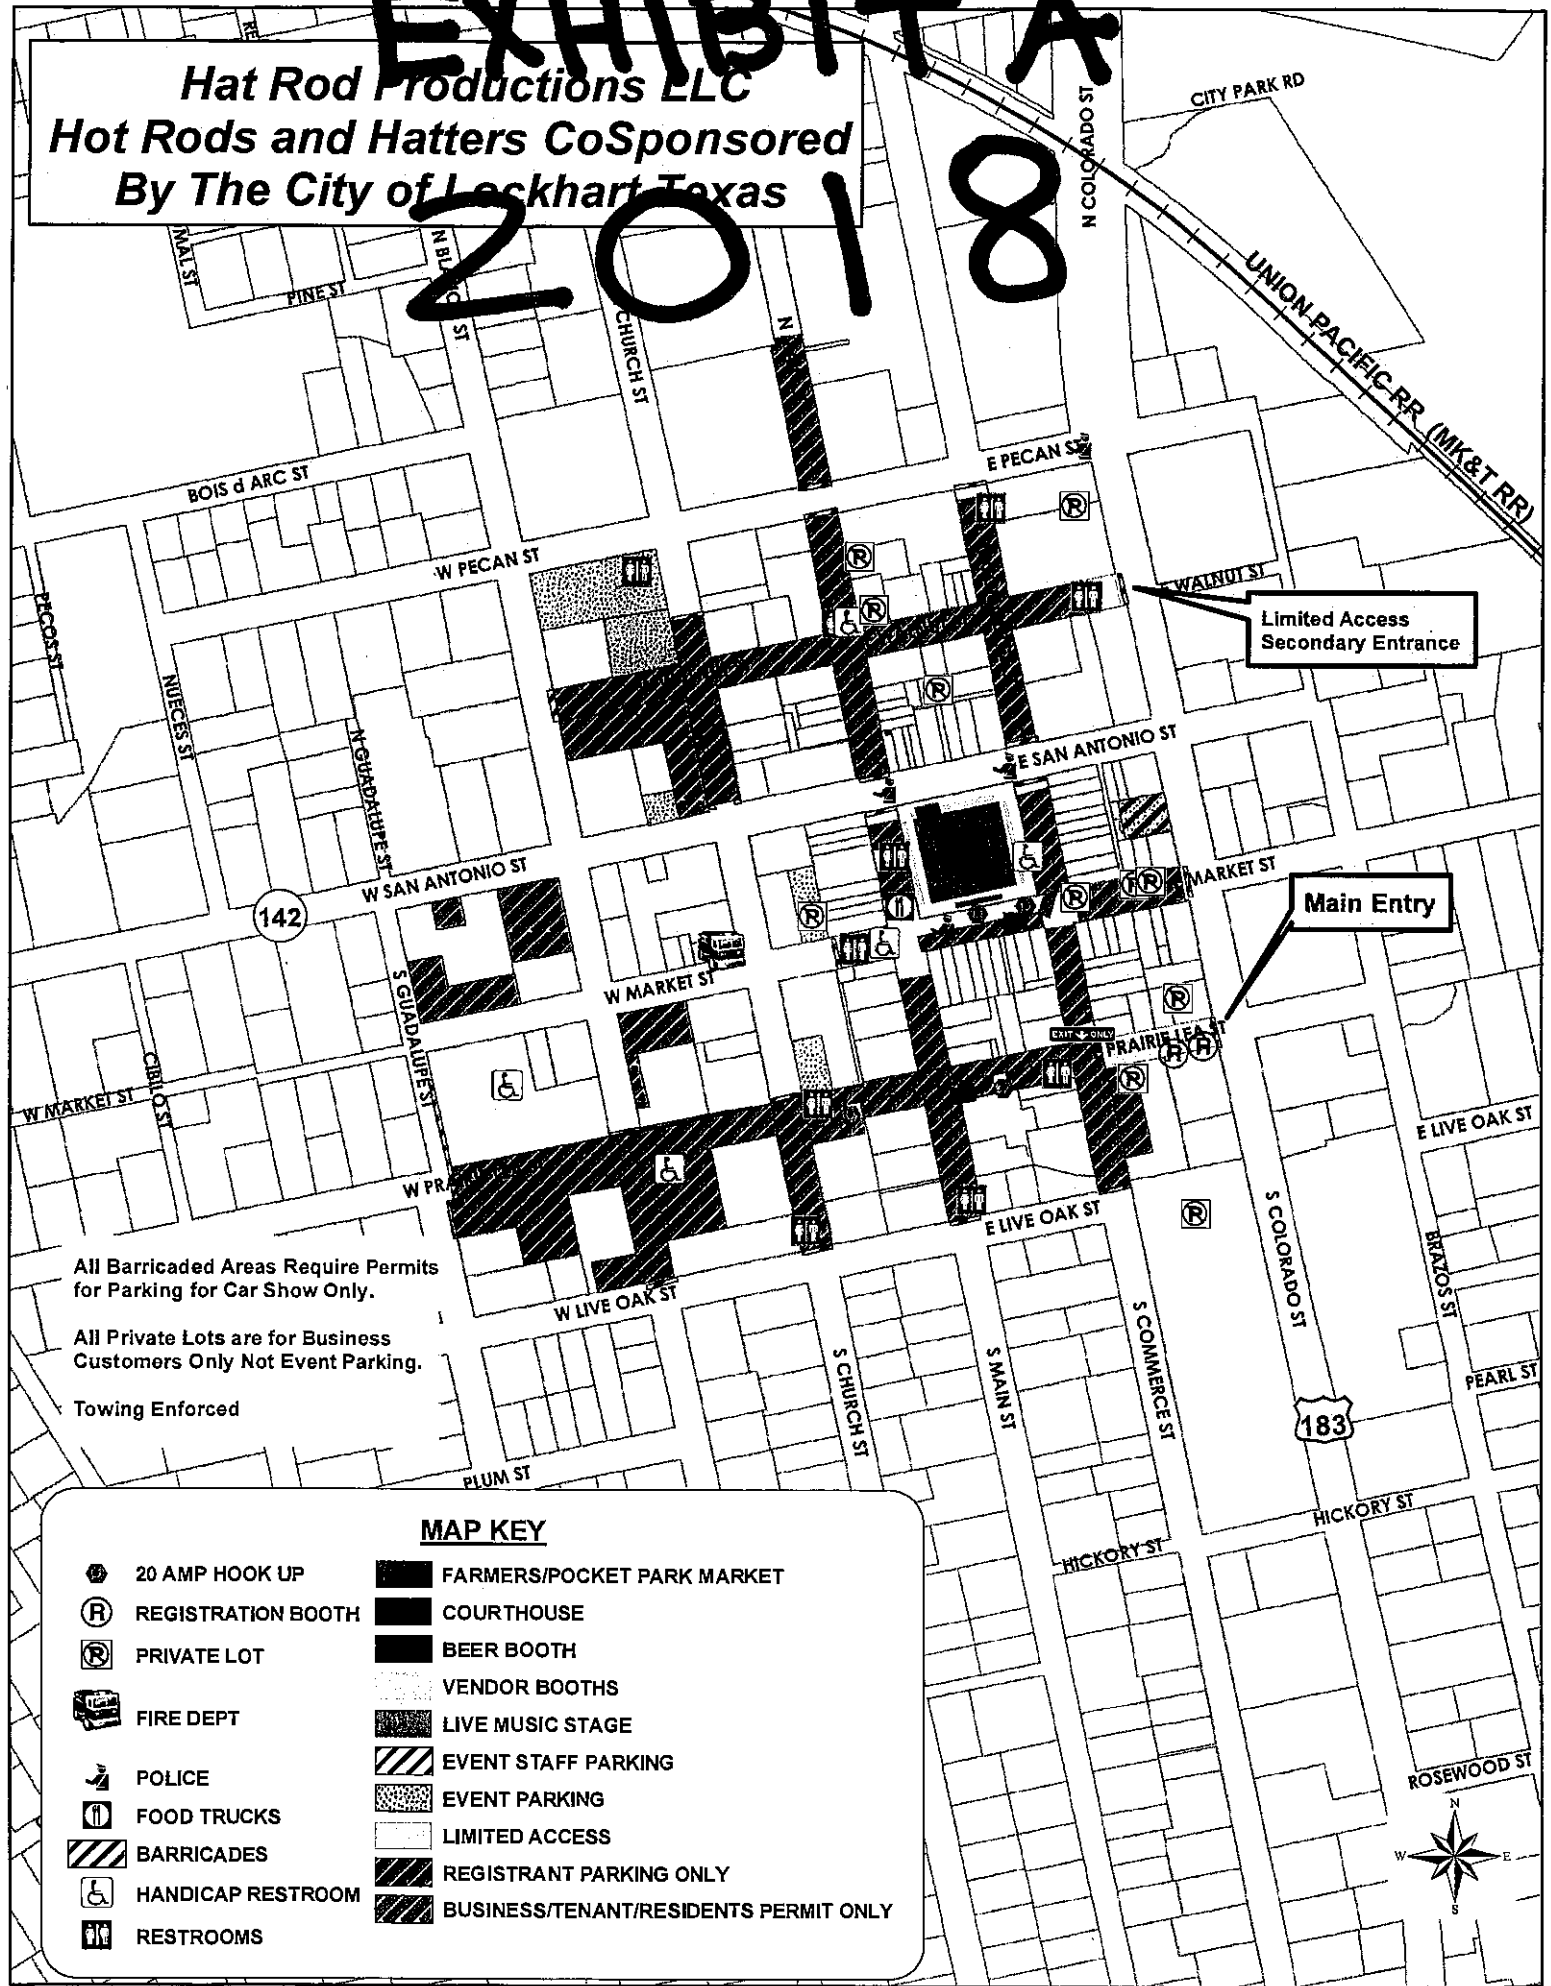 EXHIBIT A
2018
Hat Rod Productions LLC
Hot Rods and Hatters CoSponsored
By The City of Lockhart Texas
CITY PARK RD
N COLORADO ST
UNION PACIFIC RR (MK&T RR)
PINE ST
CHURCH ST
N
E PECAN ST
BOIS d ARC ST
W PECAN ST
WALNUT ST
Limited Access
Secondary Entrance
PECOS ST
NUECES ST
N GUADALUPE ST
E SAN ANTONIO ST
W SAN ANTONIO ST
142
MARKET ST
Main Entry
W MARKET ST
S GUADALUPE ST
EXIT ONLY
PRAIRIE LEA ST
CIBILO ST
W MARKET ST
E LIVE OAK ST
W PRA
E LIVE OAK ST
S COLORADO ST
BRAZOS ST
All Barricaded Areas Require Permits
for Parking for Car Show Only.
All Private Lots are for Business
Customers Only Not Event Parking.
Towing Enforced
W LIVE OAK ST
S CHURCH ST
S MAIN ST
S COMMERCE ST
PEARL ST
183
PLUM ST
HICKORY ST
HICKORY ST
MAP KEY
20 AMP HOOK UP
R REGISTRATION BOOTH
R PRIVATE LOT
FIRE DEPT
POLICE
FOOD TRUCKS
BARRICADES
HANDICAP RESTROOM
RESTROOMS
FARMERS/POCKET PARK MARKET
COURTHOUSE
BEER BOOTH
VENDOR BOOTHS
LIVE MUSIC STAGE
EVENT STAFF PARKING
EVENT PARKING
LIMITED ACCESS
REGISTRANT PARKING ONLY
BUSINESS/TENANT/RESIDENTS PERMIT ONLY
ROSEWOOD ST
N
W E
S